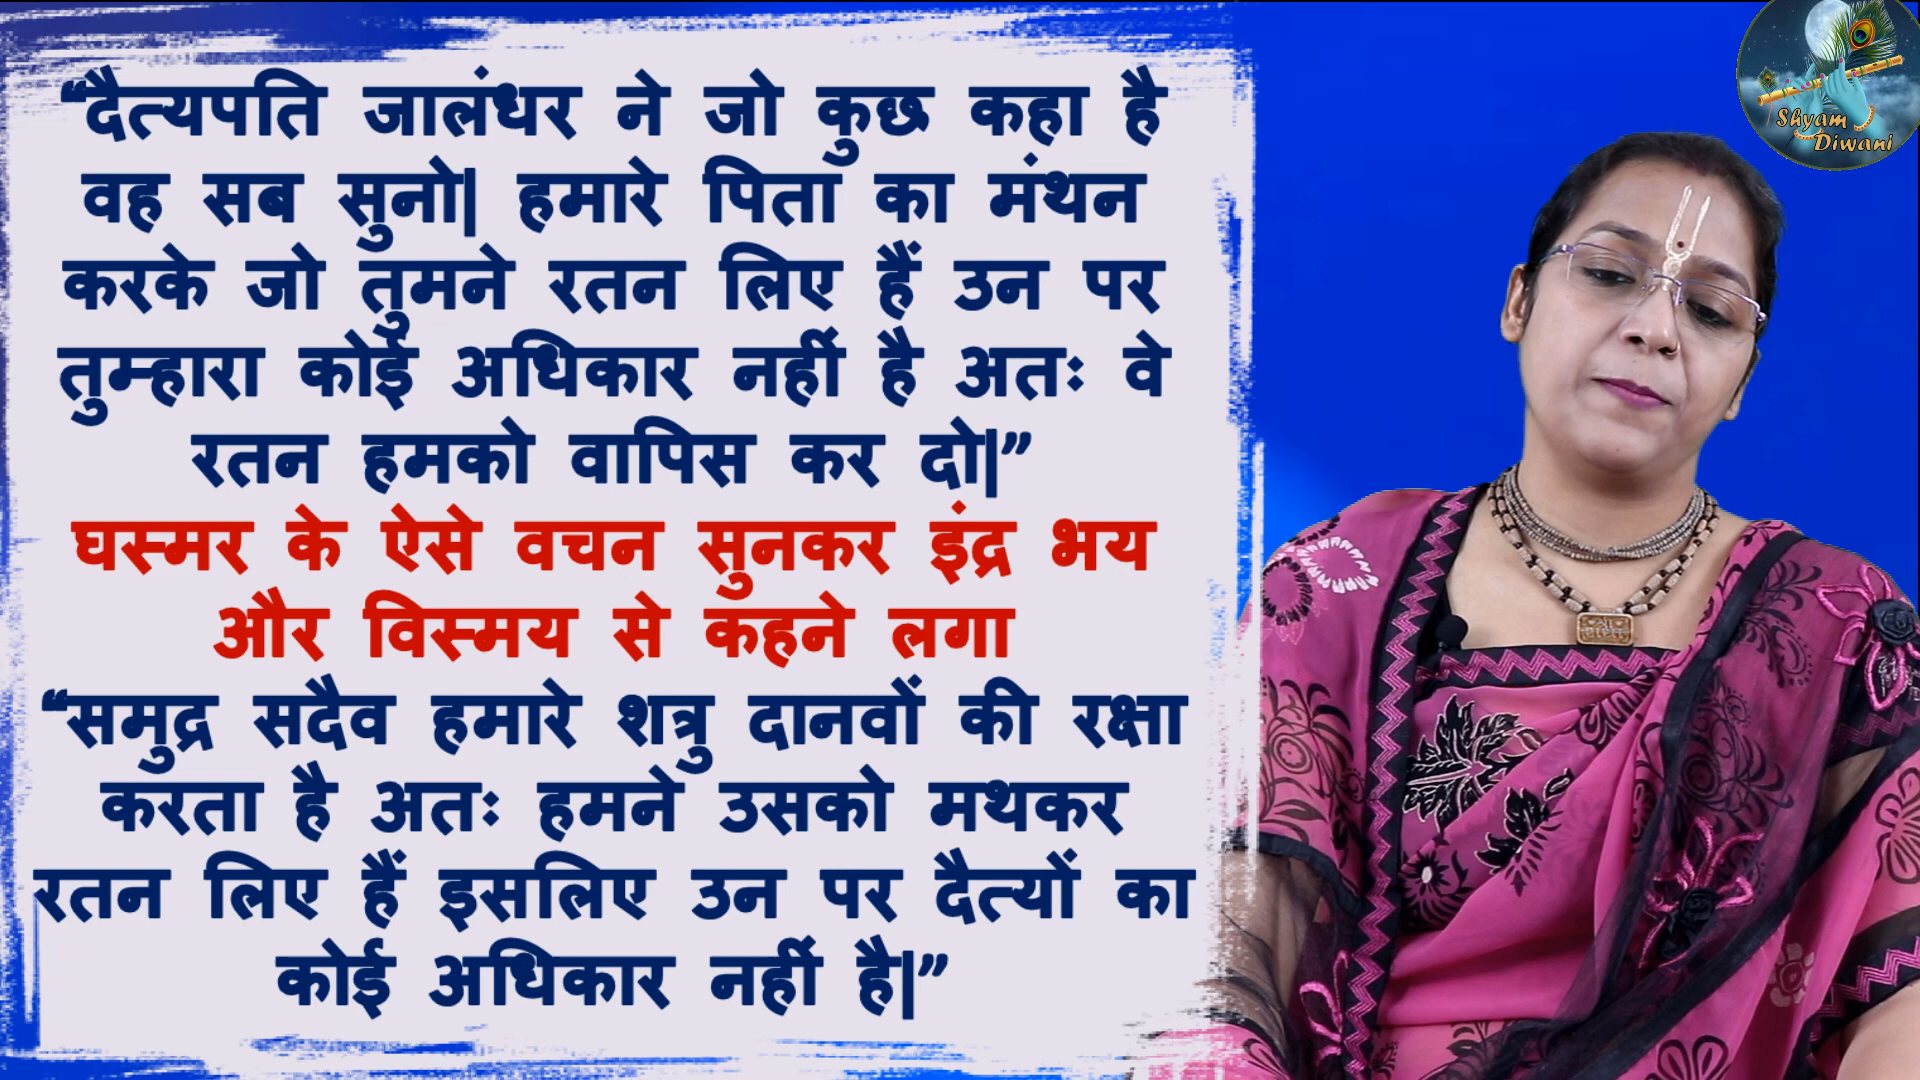 “दैत्यपति जालंधर ने जो कुछ कहा है
वह सब सुनो| हमारे पिता का मंथन
करके जो तुमने रतन लिए हैं उन पर
तुम्हारा कोई अधिकार नहीं है अतः वे
रतन हमको वापिस कर दो|”
घस्मर के ऐसे वचन सुनकर इंद्र भय
और विस्मय से कहने लगा
“समुद्र सदैव हमारे शत्रु दानवों की रक्षा
करता है अतः हमने उसको मथकर
रतन लिए हैं इसलिए उन पर दैत्यों का
कोई अधिकार नहीं है|”
Shyam
Diwani